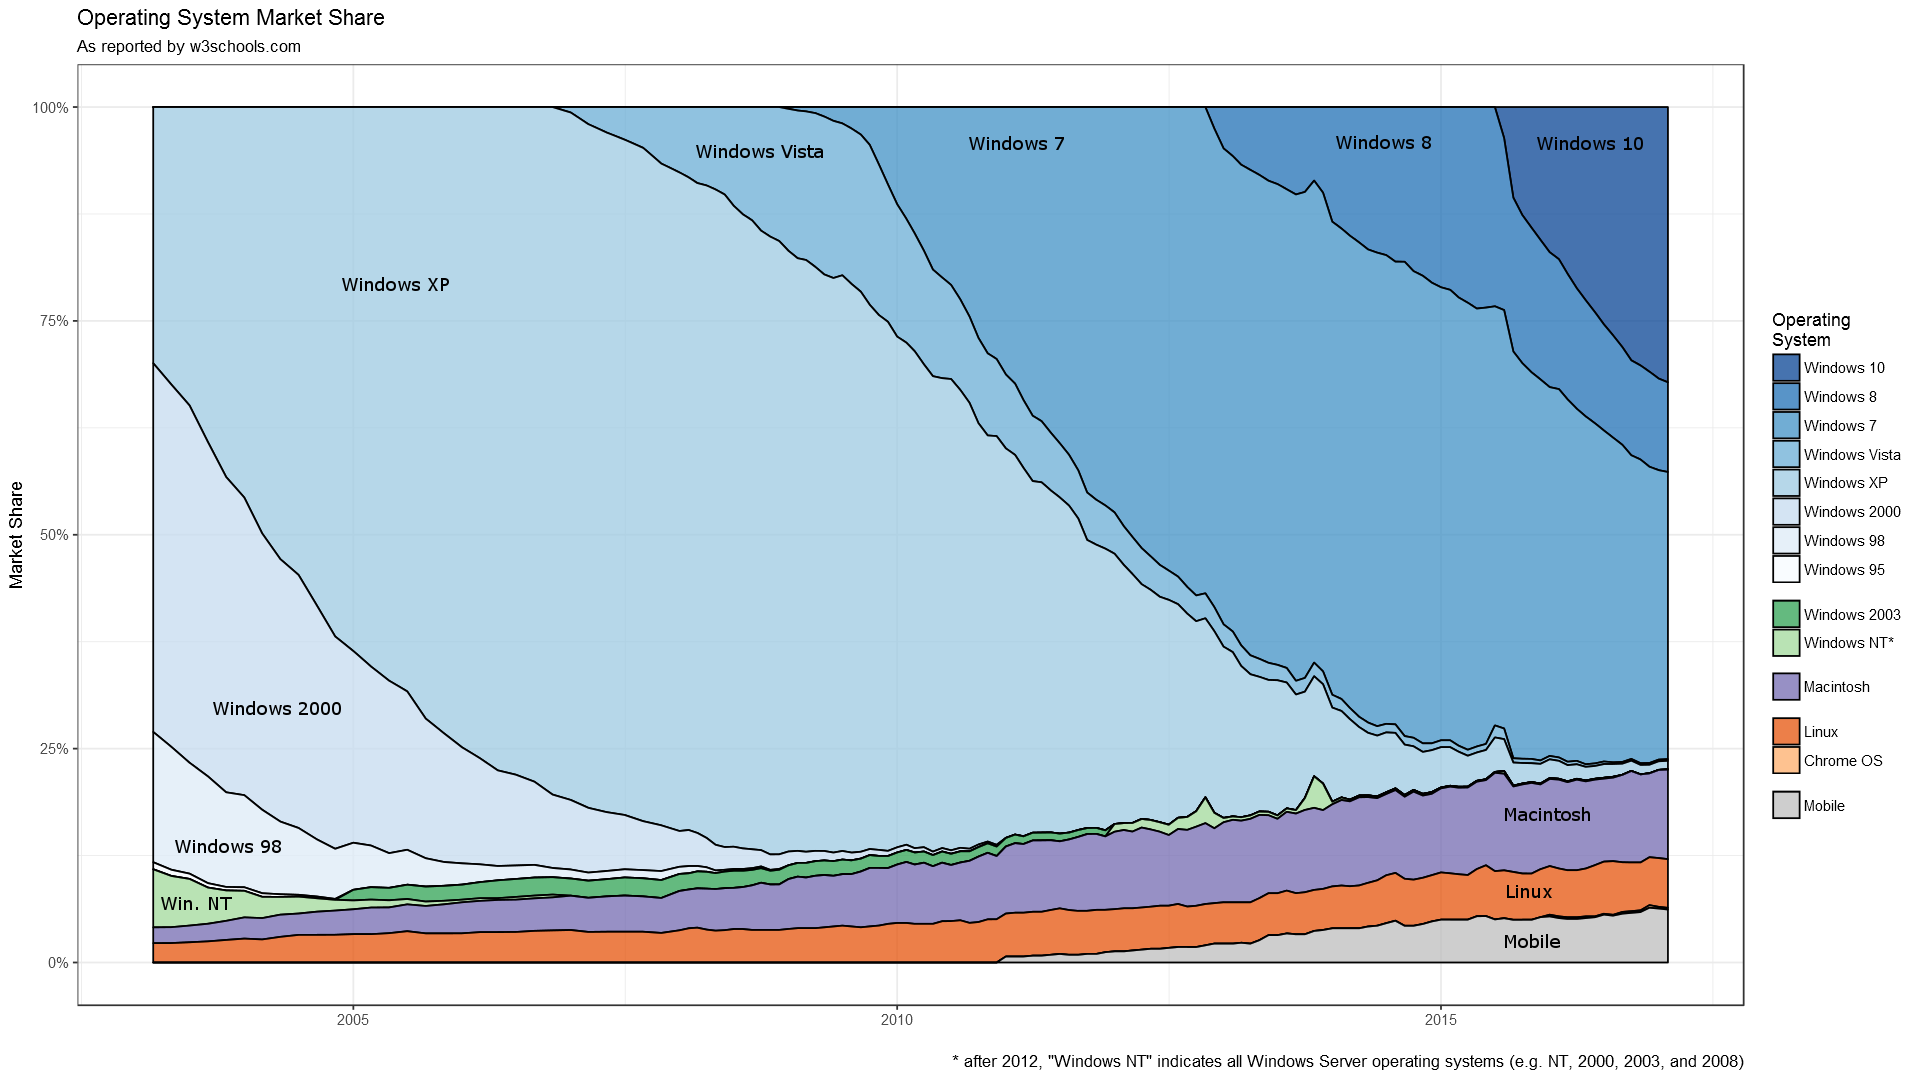 Operating System Market Share
As reported by w3schools.com
Market Share
100%
75%
50%
25%
0%
2005
2010
2015
Windows Vista
Windows 7
Windows 8
Windows 10
Windows XP
Windows 2000
Windows 98
Win. NT
Macintosh
Linux
Mobile
Operating
System
Windows 10
Windows 8
Windows 7
Windows Vista
Windows XP
Windows 2000
Windows 98
Windows 95
Windows 2003
Windows NT*
Macintosh
Linux
Chrome OS
Mobile
* after 2012, "Windows NT" indicates all Windows Server operating systems (e.g. NT, 2000, 2003, and 2008)